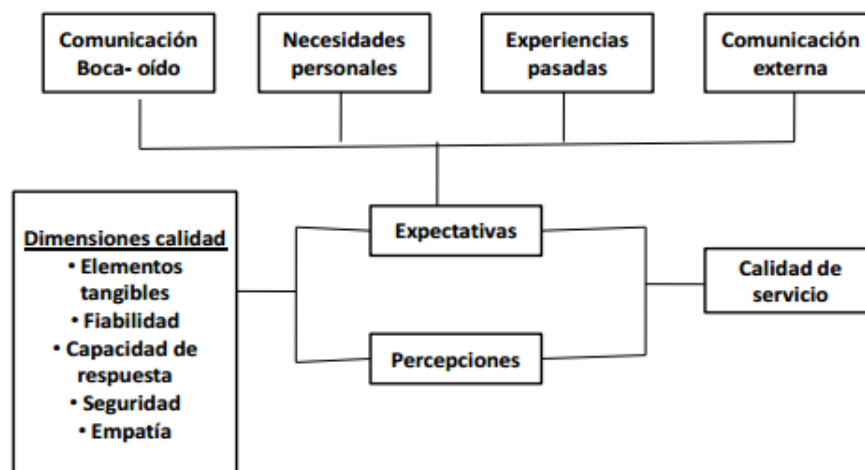 Comunicación
Boca- oído
Necesidades
personales
Experiencias
pasadas
Comunicación
externa
Dimensiones calidad
• Elementos
tangibles
• Fiabilidad
• Capacidad de
respuesta
• Seguridad
• Empatía
Expectativas
Percepciones
Calidad de
servicio